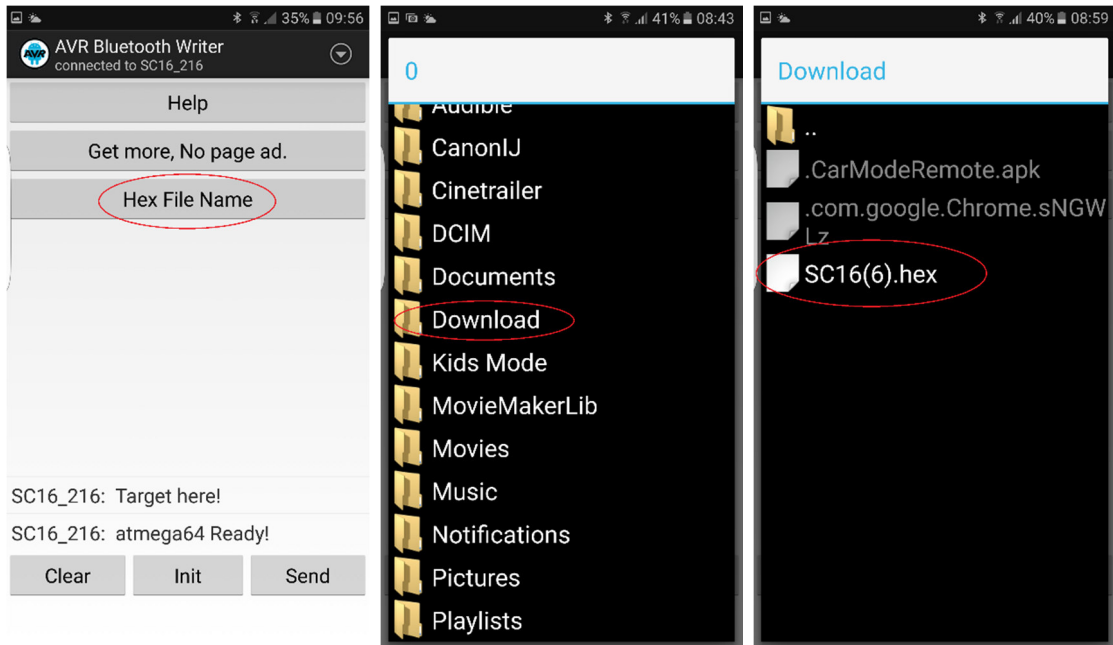 35% 09:56
AVR Bluetooth Writer
AVR
connected to SC16_216
Help
Get more, No page ad.
Hex File Name
SC16_216: Target here!
SC16_216: atmega64 Ready!
Clear Init Send
41% 08:43
0
Audible
CanonIJ
Cinetrailer
DCIM
Documents
Download
Kids Mode
MovieMakerLib
Movies
Music
Notifications
Pictures
Playlists
40% 08:59
Download
..
.CarModeRemote.apk
.com.google.Chrome.sNGW
Lz
SC16(6).hex